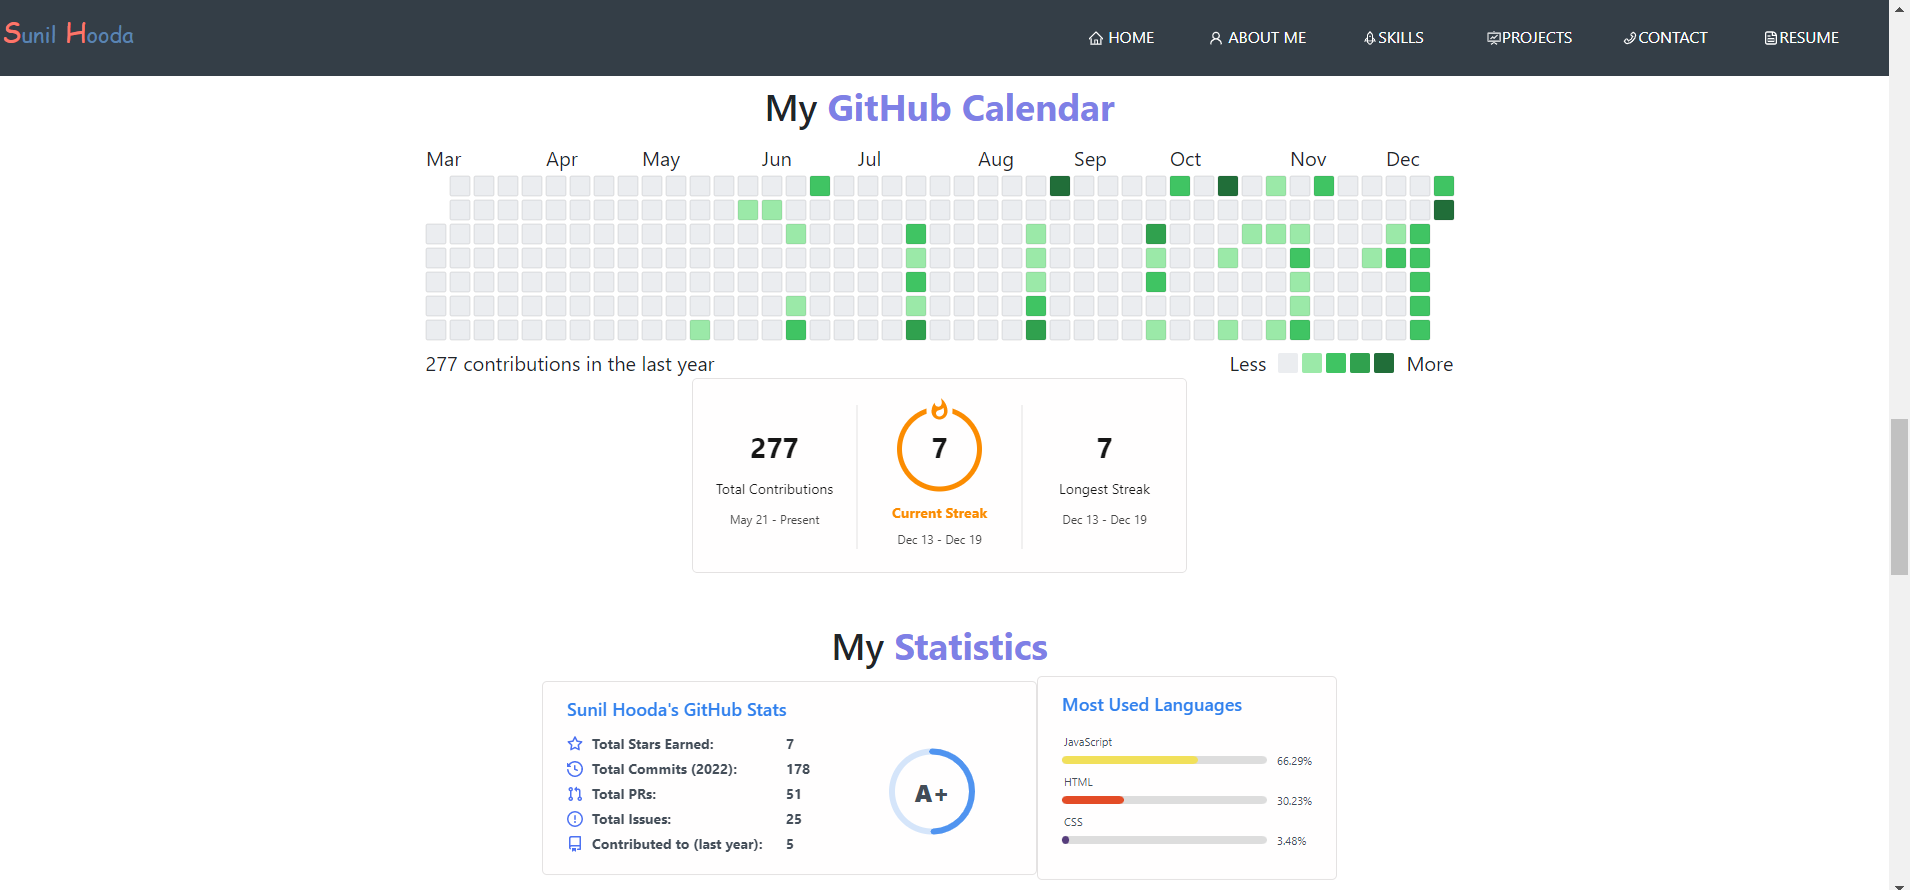 Sunil Hooda
HOME ABOUT ME SKILLS PROJECTS CONTACT RESUME
My GitHub Calendar
Mar Apr May Jun Jul Aug Sep Oct Nov Dec
277 contributions in the last year
Less More
277
Total Contributions
May 21 - Present
7
Current Streak
Dec 13 - Dec 19
7
Longest Streak
Dec 13 - Dec 19
My Statistics
Sunil Hooda's GitHub Stats
Total Stars Earned: 7
Total Commits (2022): 178
Total PRs: 51
Total Issues: 25
Contributed to (last year): 5
A+
Most Used Languages
JavaScript
66.29%
HTML
30.23%
CSS
3.48%